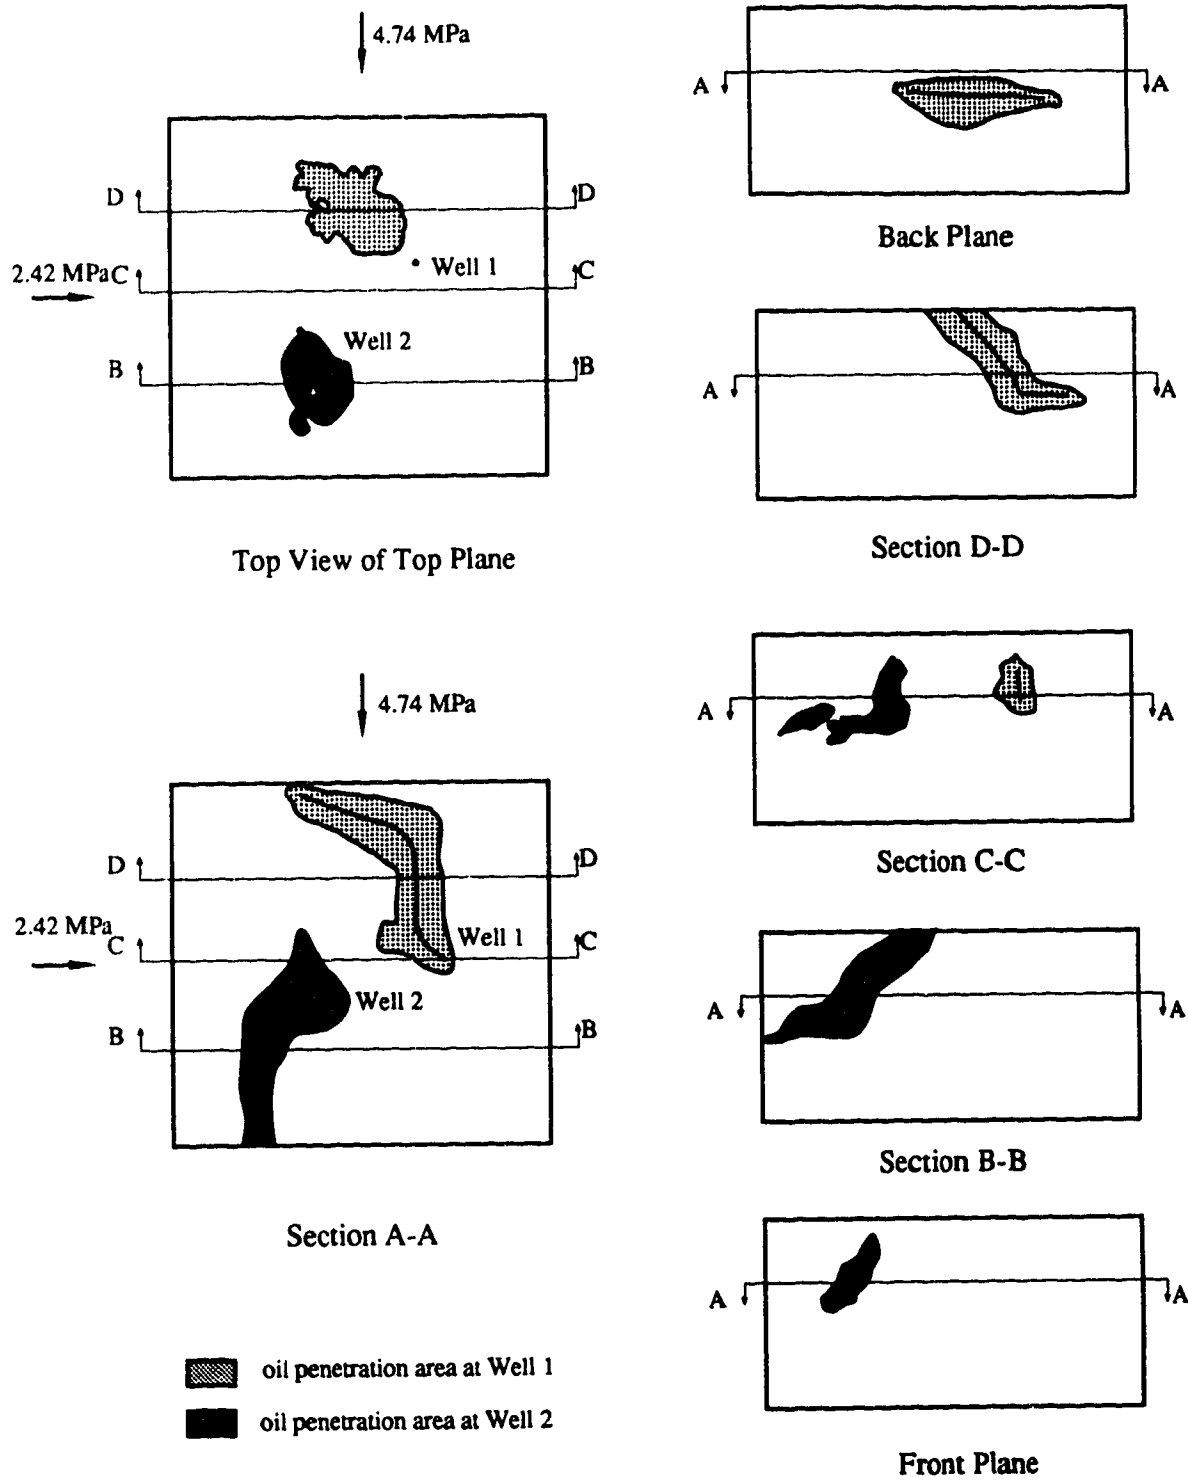 4.74 MPa
D
D
Well 1
2.42 MPa C
C
Well 2
B
B
Top View of Top Plane
4.74 MPa
D
D
2.42 MPa
C
C
Well 1
Well 2
B
B
Section A-A
oil penetration area at Well 1
oil penetration area at Well 2
A
A
Back Plane
A
A
Section D-D
A
A
Section C-C
A
A
Section B-B
A
A
Front Plane